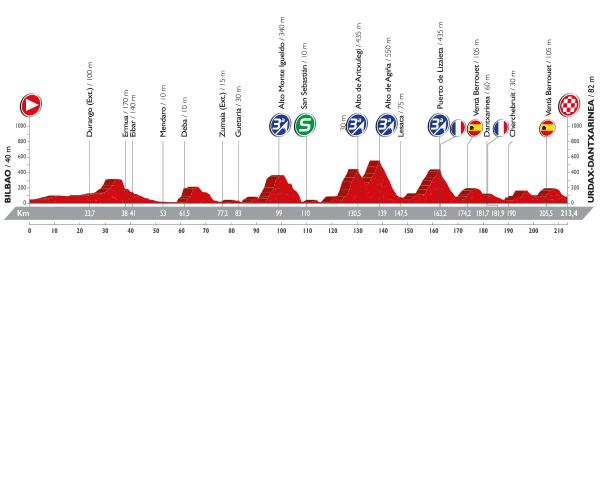 BILBAO / 40 m
Durango (Ext.) / 100 m
Ermua / 170 m
Eibar / 140 m
Mendaro / 10 m
Deba / 10 m
Zumaia (Ext.) / 15 m
Guetaria / 30 m
Alto Monte Igueldo / 340 m
San Sebastián / 10 m
30 m
Alto de Aritxulegi / 435 m
Alto de Agiña / 550 m
Lesaca / 75 m
Puerto de Lizaieta / 435 m
Venta Berrouet / 105 m
Dantxarinea / 60 m
Cherchebruit / 30 m
Venta Berrouet / 105 m
URDAX-DANTXARINEA / 82 m
3ª S 3ª 3ª 3ª
1000 1000
800 800
600 600
400 400
200 200
0 0
Km 23,7 38 41 53 61,5 77,2 83 99 110 130,5 139 147,5 163,2 174,2 181,7 181,9 190 205,5 213,4
0 10 20 30 40 50 60 70 80 90 100 110 120 130 140 150 160 170 180 190 200 210